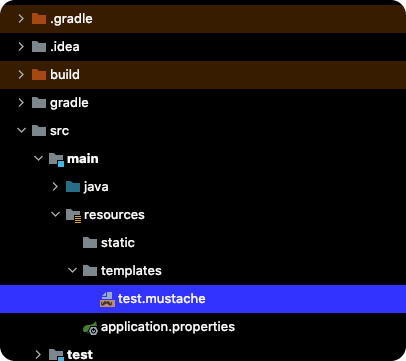 .gradle
.idea
build
gradle
src
main
java
resources
static
templates
test.mustache
application.properties
test